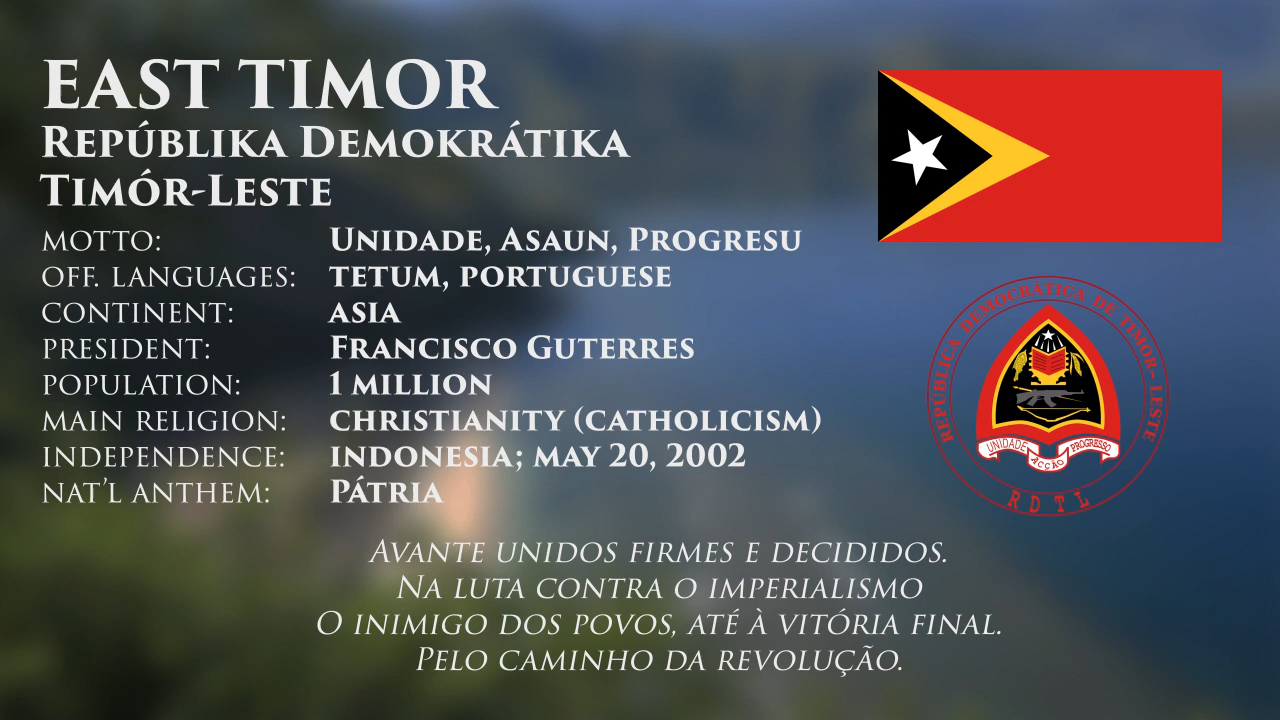 EAST TIMOR
REPÚBLIKA DEMOKRÁTIKA
TIMÓR-LESTE
MOTTO: UNIDADE, ASAUN, PROGRESU
OFF. LANGUAGES: TETUM, PORTUGUESE
CONTINENT: ASIA
PRESIDENT: FRANCISCO GUTERRES
POPULATION: 1 MILLION
MAIN RELIGION: CHRISTIANITY (CATHOLICISM)
INDEPENDENCE: INDONESIA; MAY 20, 2002
NAT'L ANTHEM: PÁTRIA
AVANTE UNIDOS FIRMES E DECIDIDOS.
NA LUTA CONTRA O IMPERIALISMO
O INIMIGO DOS POVOS, ATÉ À VITÓRIA FINAL.
PELO CAMINHO DA REVOLUÇÃO.
REPÚBLICA DEMOCRÁTICA DE TIMOR-LESTE
UNIDADE ACÇÃO PROGRESSO
RDTL